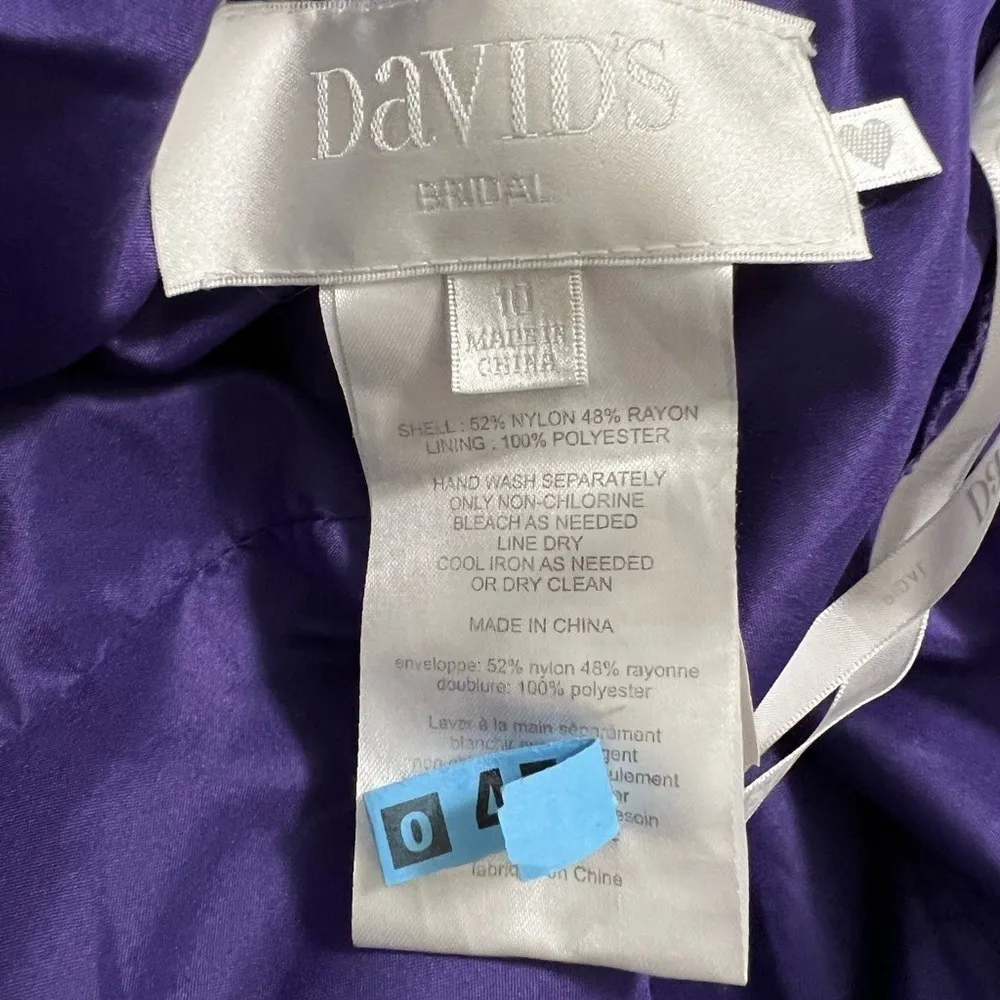 DAVID'S
BRIDAL
10
MADE IN
CHINA
SHELL : 52% NYLON 48% RAYON
LINING : 100% POLYESTER
HAND WASH SEPARATELY
ONLY NON-CHLORINE
BLEACH AS NEEDED
LINE DRY
COOL IRON AS NEEDED
OR DRY CLEAN
MADE IN CHINA
enveloppe: 52% nylon 48% rayonne
doublure: 100% polyester
Laver à la main séparément
blanchir
0
Chine